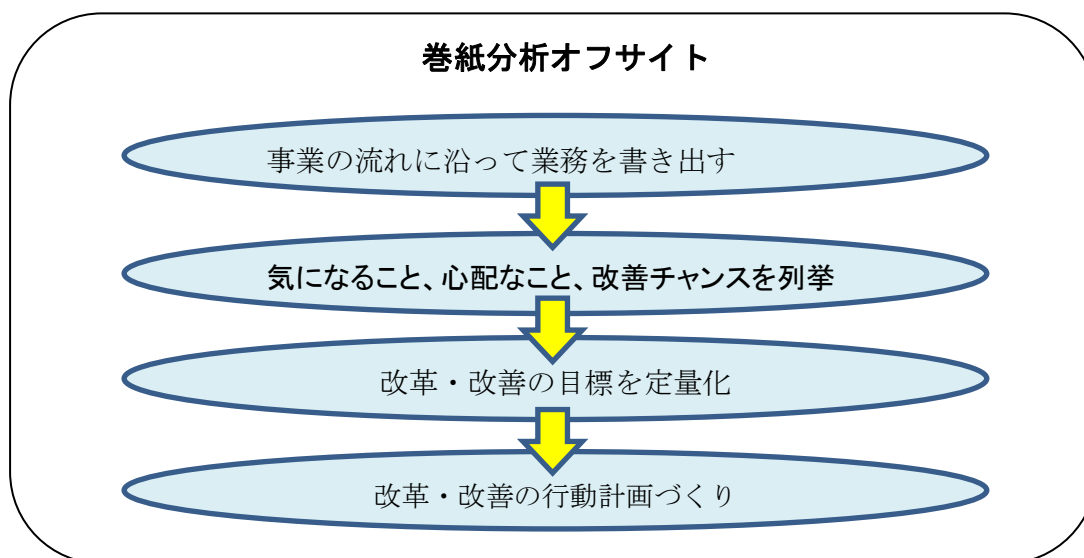 巻紙分析オフサイト
事業の流れに沿って業務を書き出す
気になること、心配なこと、改善チャンスを列挙
改革・改善の目標を定量化
改革・改善の行動計画づくり